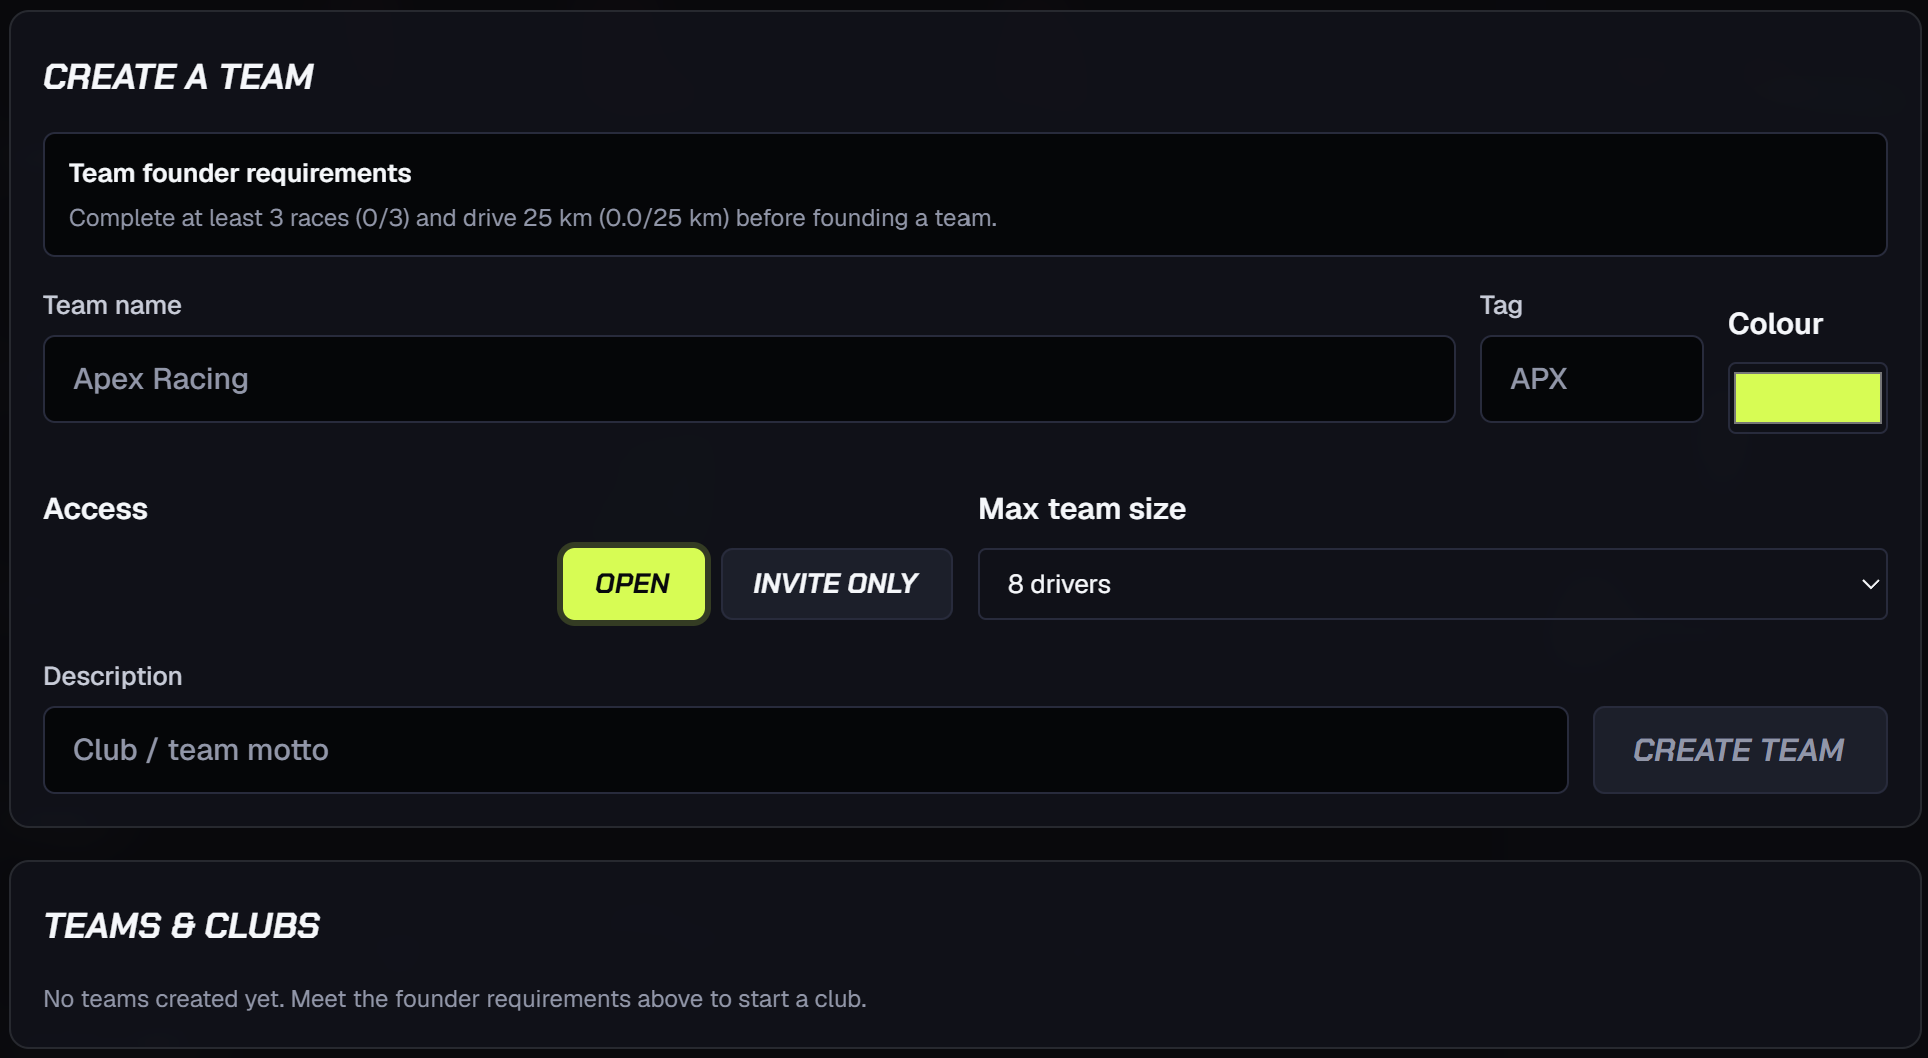 CREATE A TEAM
Team founder requirements
Complete at least 3 races (0/3) and drive 25 km (0.0/25 km) before founding a team.
Team name
Tag
Colour
Apex Racing
APX
Access
Max team size
OPEN
INVITE ONLY
8 drivers
Description
Club / team motto
CREATE TEAM
TEAMS & CLUBS
No teams created yet. Meet the founder requirements above to start a club.